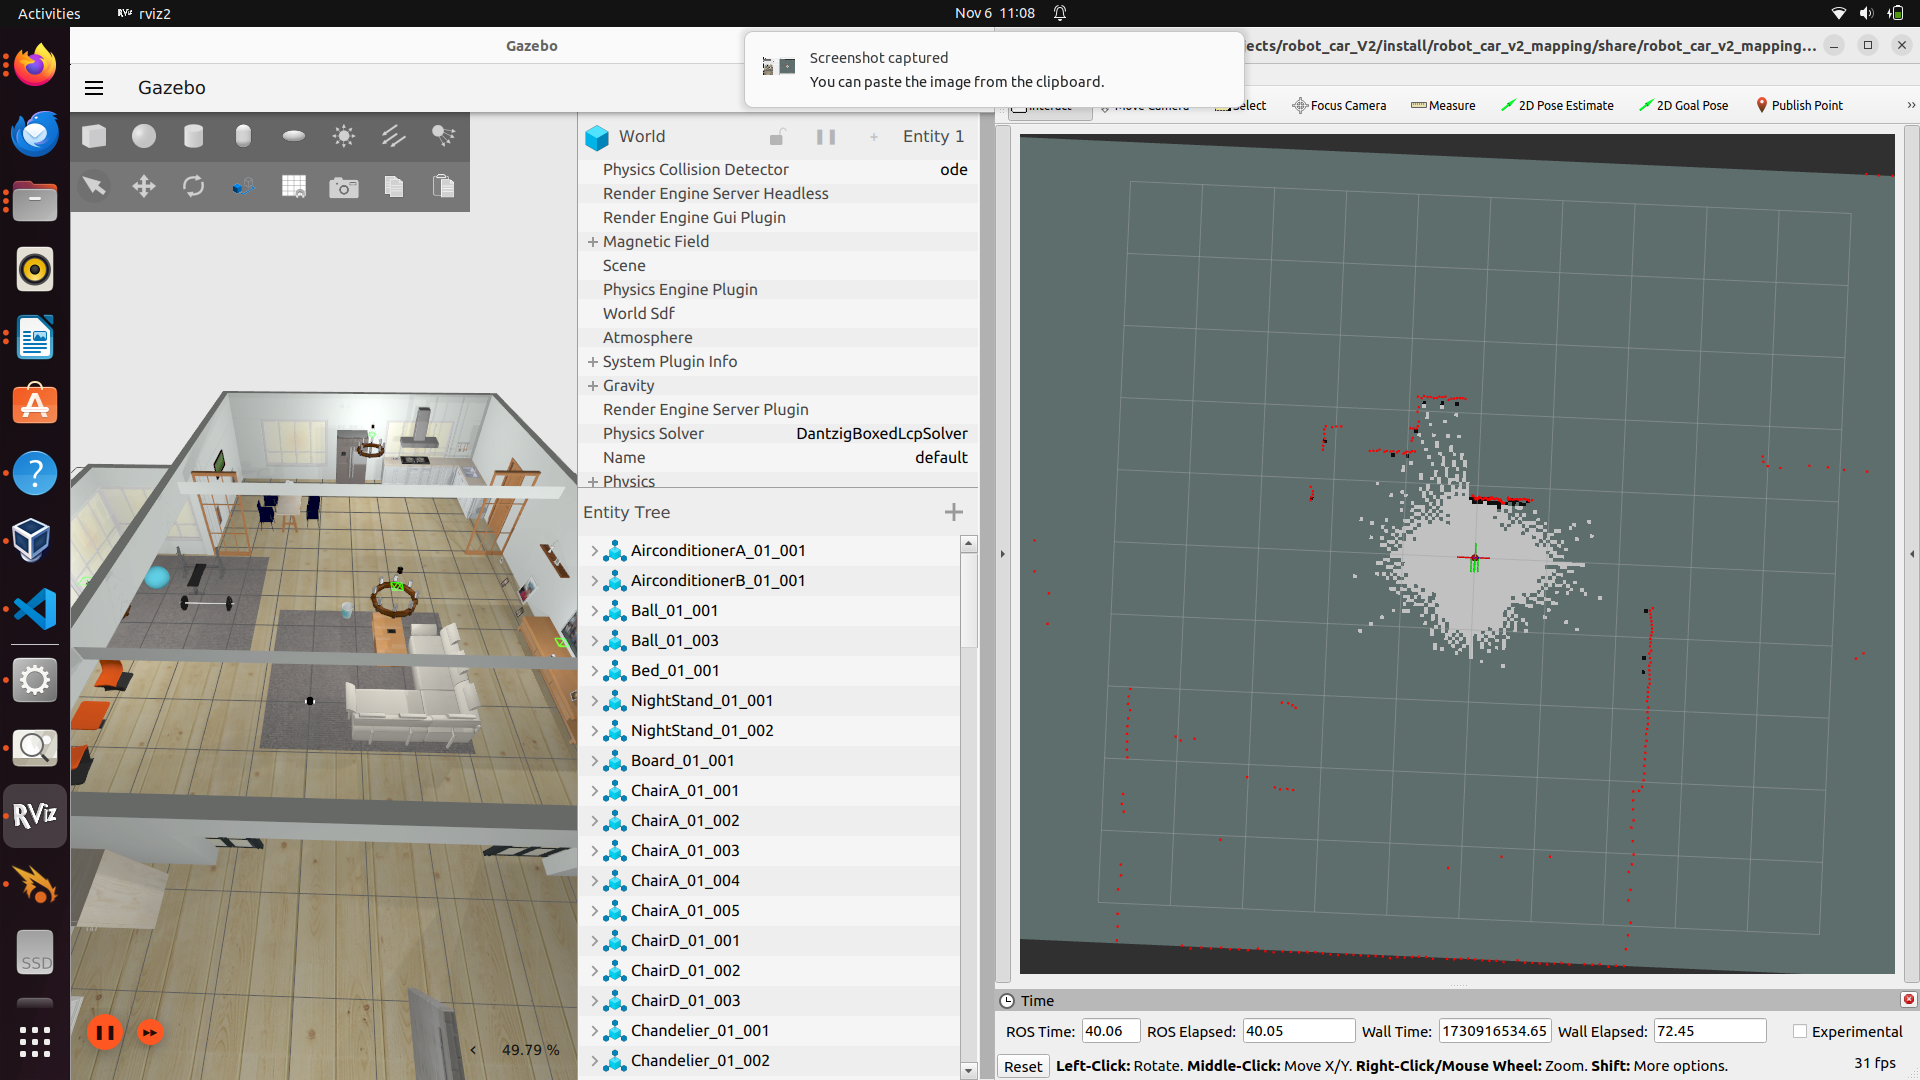 Activities
rviz2
Nov 6 11:08
Gazebo
ects/robot_car_V2/install/robot_car_v2_mapping/share/robot_car_v2_mapping...
Screenshot captured
You can paste the image from the clipboard.
Gazebo
Focus Camera
Measure
2D Pose Estimate
2D Goal Pose
Publish Point
World
Entity 1
Physics Collision Detector
ode
Render Engine Server Headless
Render Engine Gui Plugin
Magnetic Field
Scene
Physics Engine Plugin
World Sdf
Atmosphere
System Plugin Info
Gravity
Render Engine Server Plugin
Physics Solver
DantzigBoxedLcpSolver
Name
default
Physics
Entity Tree
AirconditionerA_01_001
AirconditionerB_01_001
Ball_01_001
Ball_01_003
Bed_01_001
NightStand_01_001
NightStand_01_002
Board_01_001
ChairA_01_001
ChairA_01_002
ChairA_01_003
ChairA_01_004
ChairA_01_005
ChairD_01_001
ChairD_01_002
ChairD_01_003
Chandelier_01_001
Chandelier_01_002
49.79 %
RViz
SSD
Time
ROS Time:
40.06
ROS Elapsed:
40.05
Wall Time:
1730916534.65
Wall Elapsed:
72.45
Experimental
Reset
Left-Click: Rotate. Middle-Click: Move X/Y. Right-Click/Mouse Wheel: Zoom. Shift: More options.
31 fps